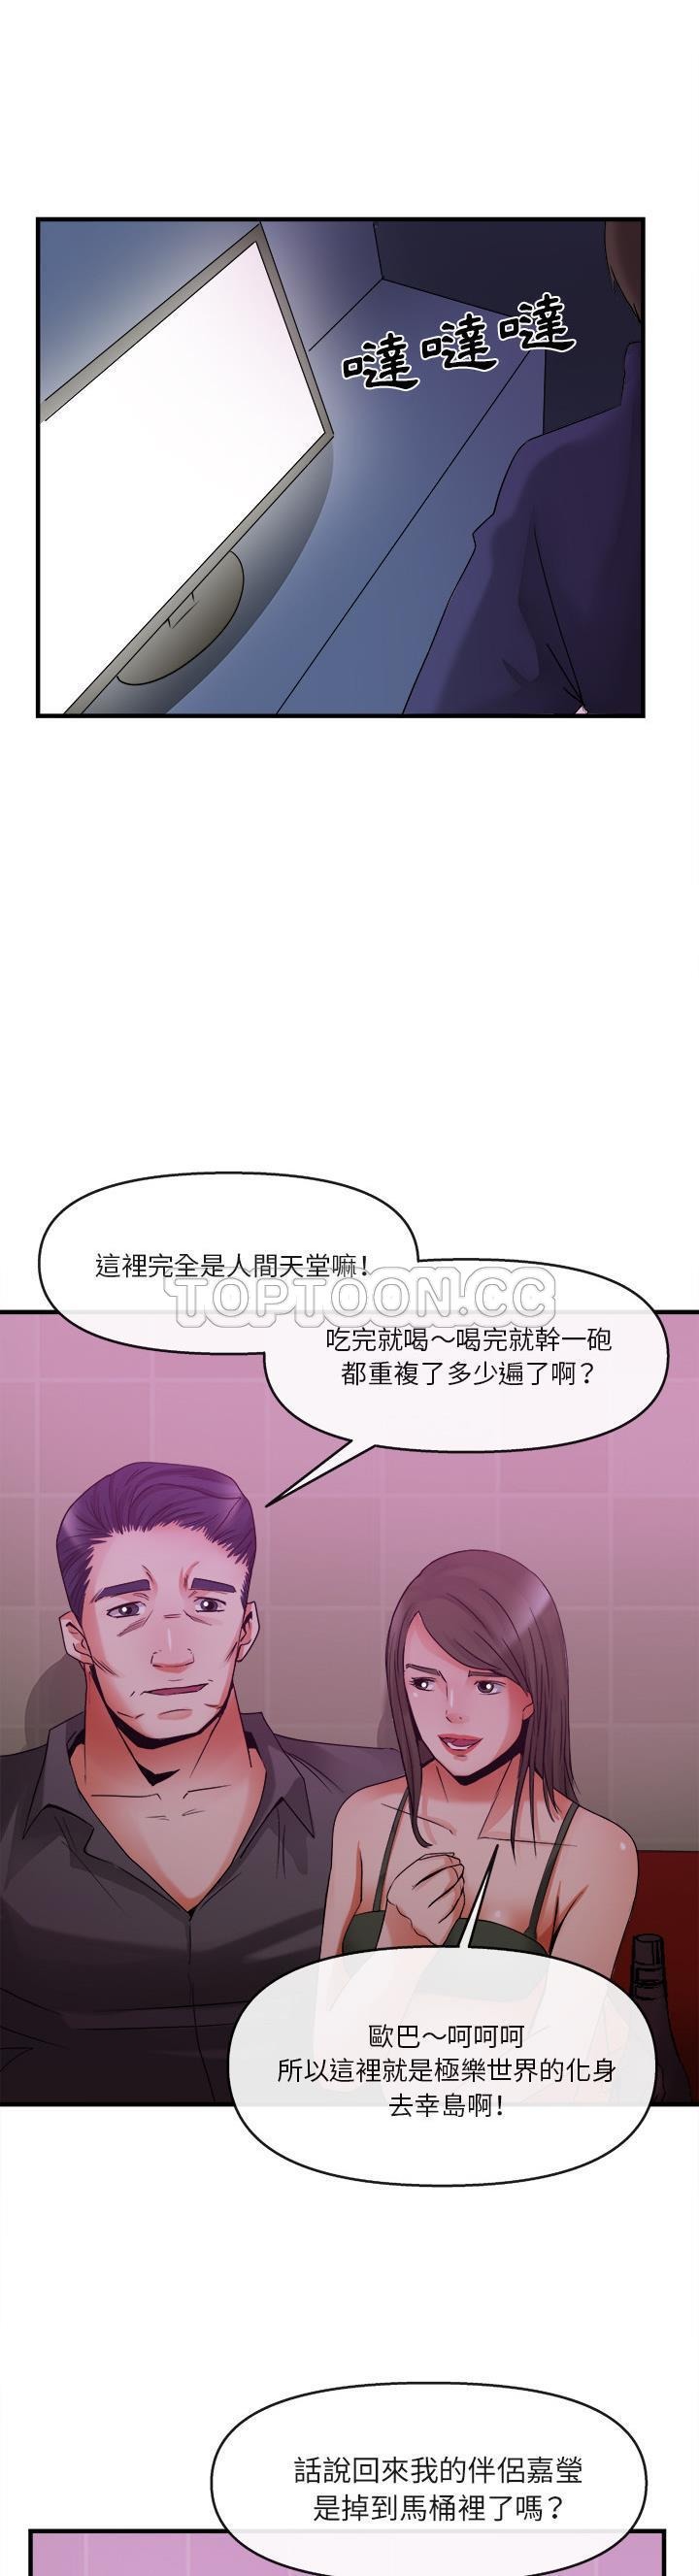 噠噠噠
這裡完全是人間天堂嘛！
TOPTOON.CC
吃完就喝～喝完就幹一砲
都重複了多少遍了啊？
歐巴～呵呵呵
所以這裡就是極樂世界的化身
去幸島啊！
話說回來我的伴侶嘉瑩
是掉到馬桶裡了嗎？